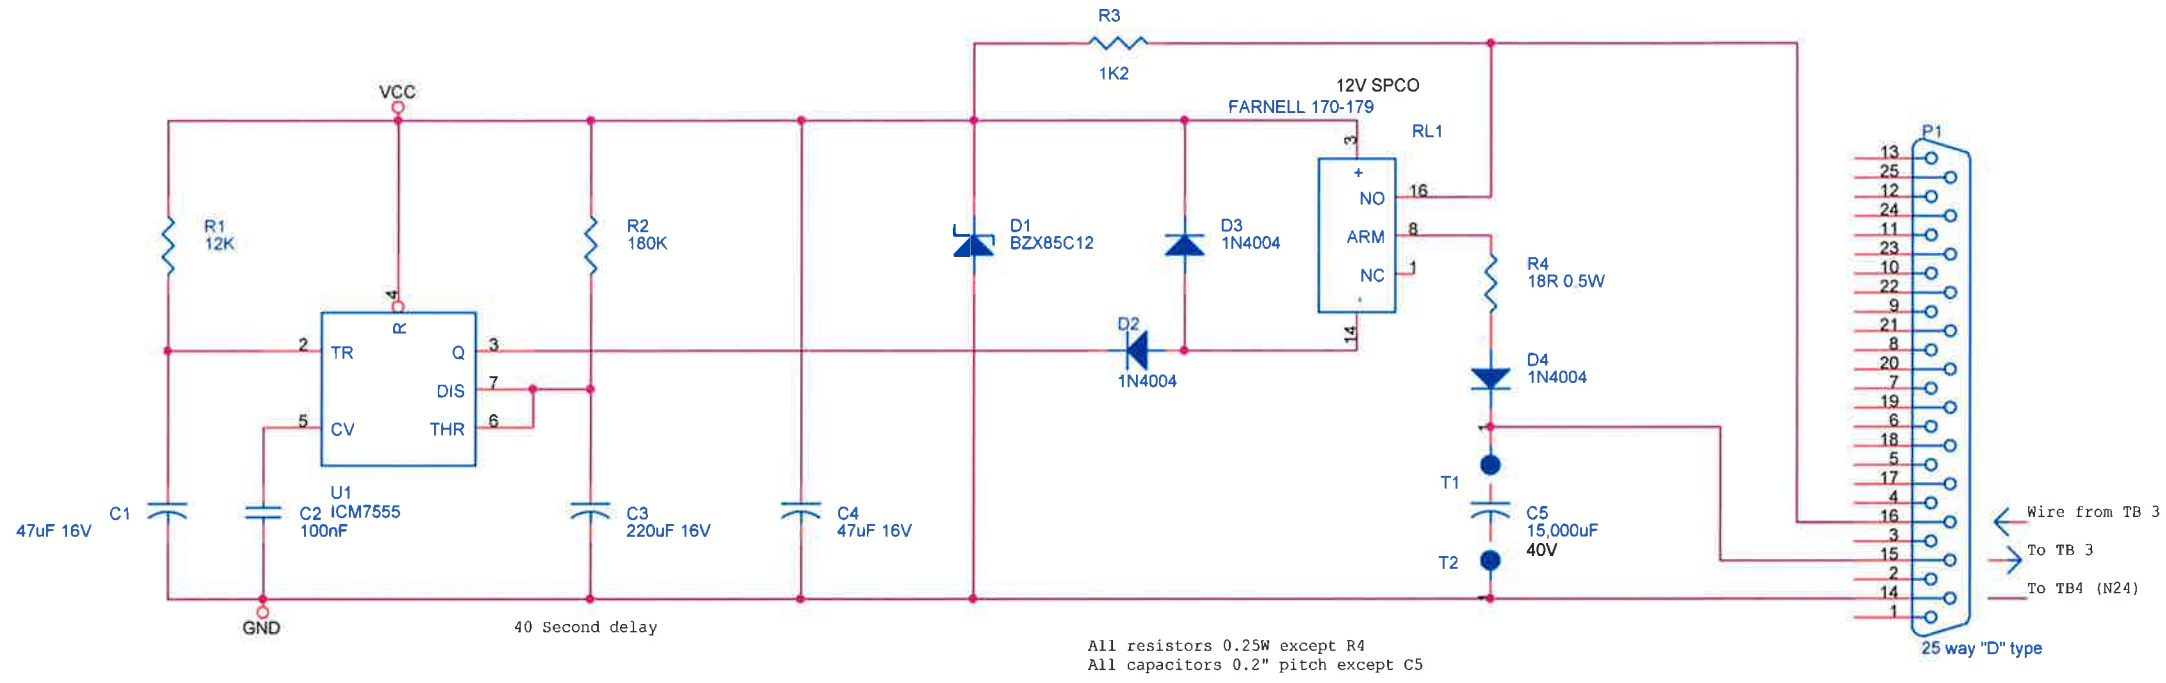 R3
1K2
12V SPCO
FARNELL 170-179
RL1
VCC
P1
R1
12K
R2
180K
D1
BZX85C12
D3
1N4004
3
+
NO
16
ARM
8
NC
1
-
14
R4
18R 0.5W
D2
1N4004
D4
1N4004
4
R
2
TR
Q
3
DIS
7
5
CV
THR
6
U1
ICM7555
C1
47uF 16V
C2
100nF
C3
220uF 16V
C4
47uF 16V
1
T1
C5
15,000uF
40V
T2
1
GND
40 Second delay
All resistors 0.25W except R4
All capacitors 0.2" pitch except C5
13
25
12
24
11
23
10
22
9
21
8
20
7
19
6
18
5
17
4
16
3
15
2
14
1
Wire from TB 3
To TB 3
To TB4 (N24)
25 way "D" type